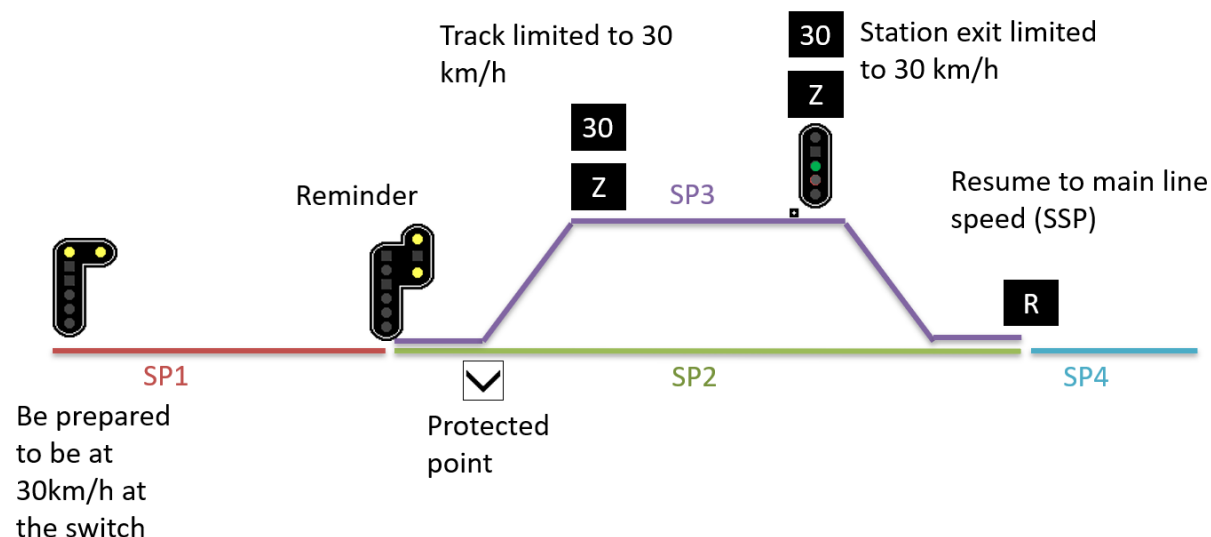 Track limited to 30
km/h
30
Z
30
Z
Station exit limited
to 30 km/h
Reminder
SP3
Resume to main line
speed (SSP)
R
SP1
SP2
SP4
Be prepared
to be at
30km/h at
the switch
Protected
point